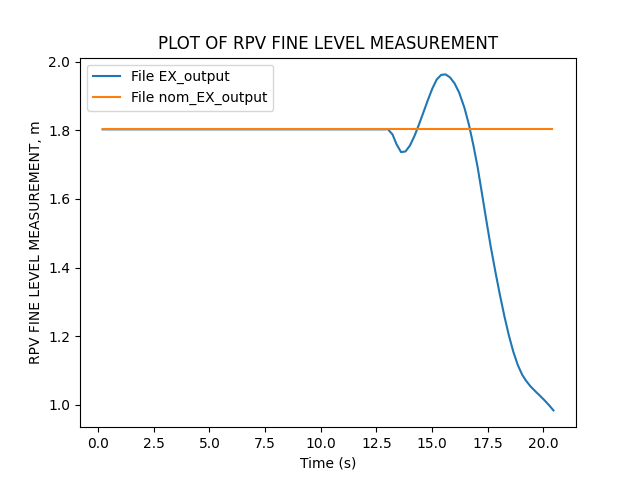 PLOT OF RPV FINE LEVEL MEASUREMENT
File EX_output
File nom_EX_output
RPV FINE LEVEL MEASUREMENT, m
2.0
1.8
1.6
1.4
1.2
1.0
0.0 2.5 5.0 7.5 10.0 12.5 15.0 17.5 20.0
Time (s)